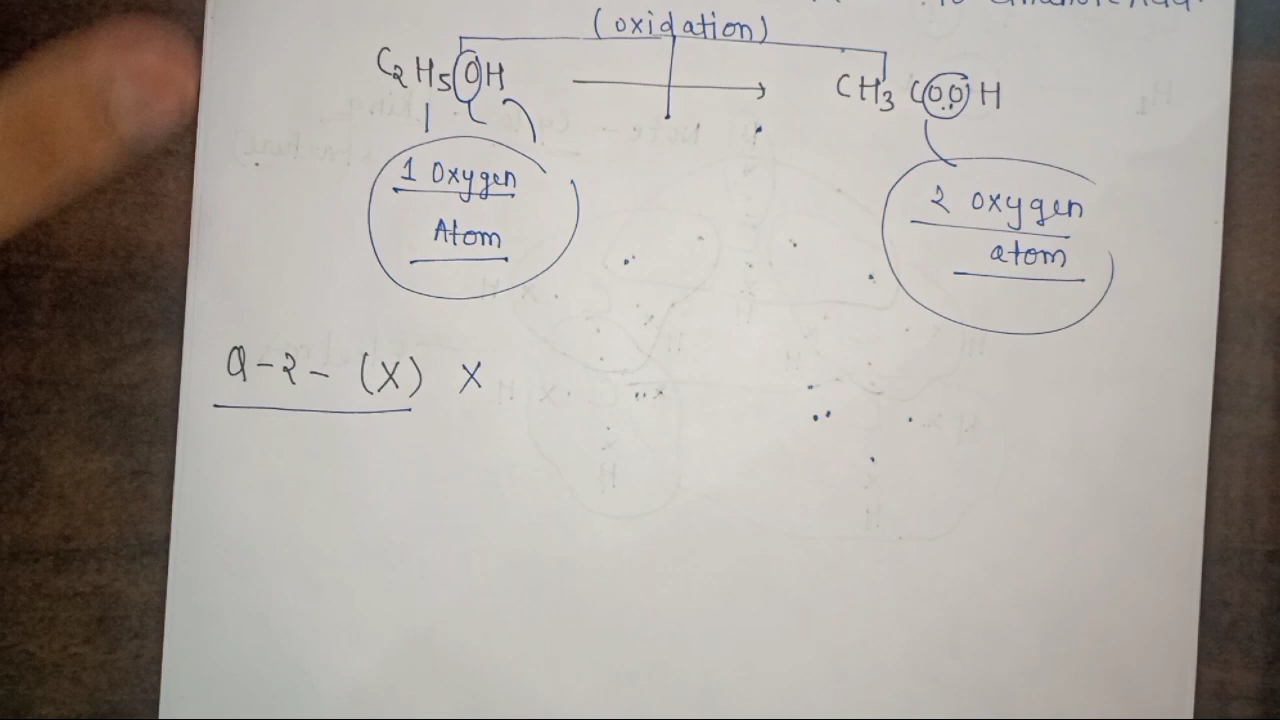 (oxidation)
C2H5OH → CH3COOH
1 Oxygen
Atom
2 oxygen
atom
Q-2- (X) X